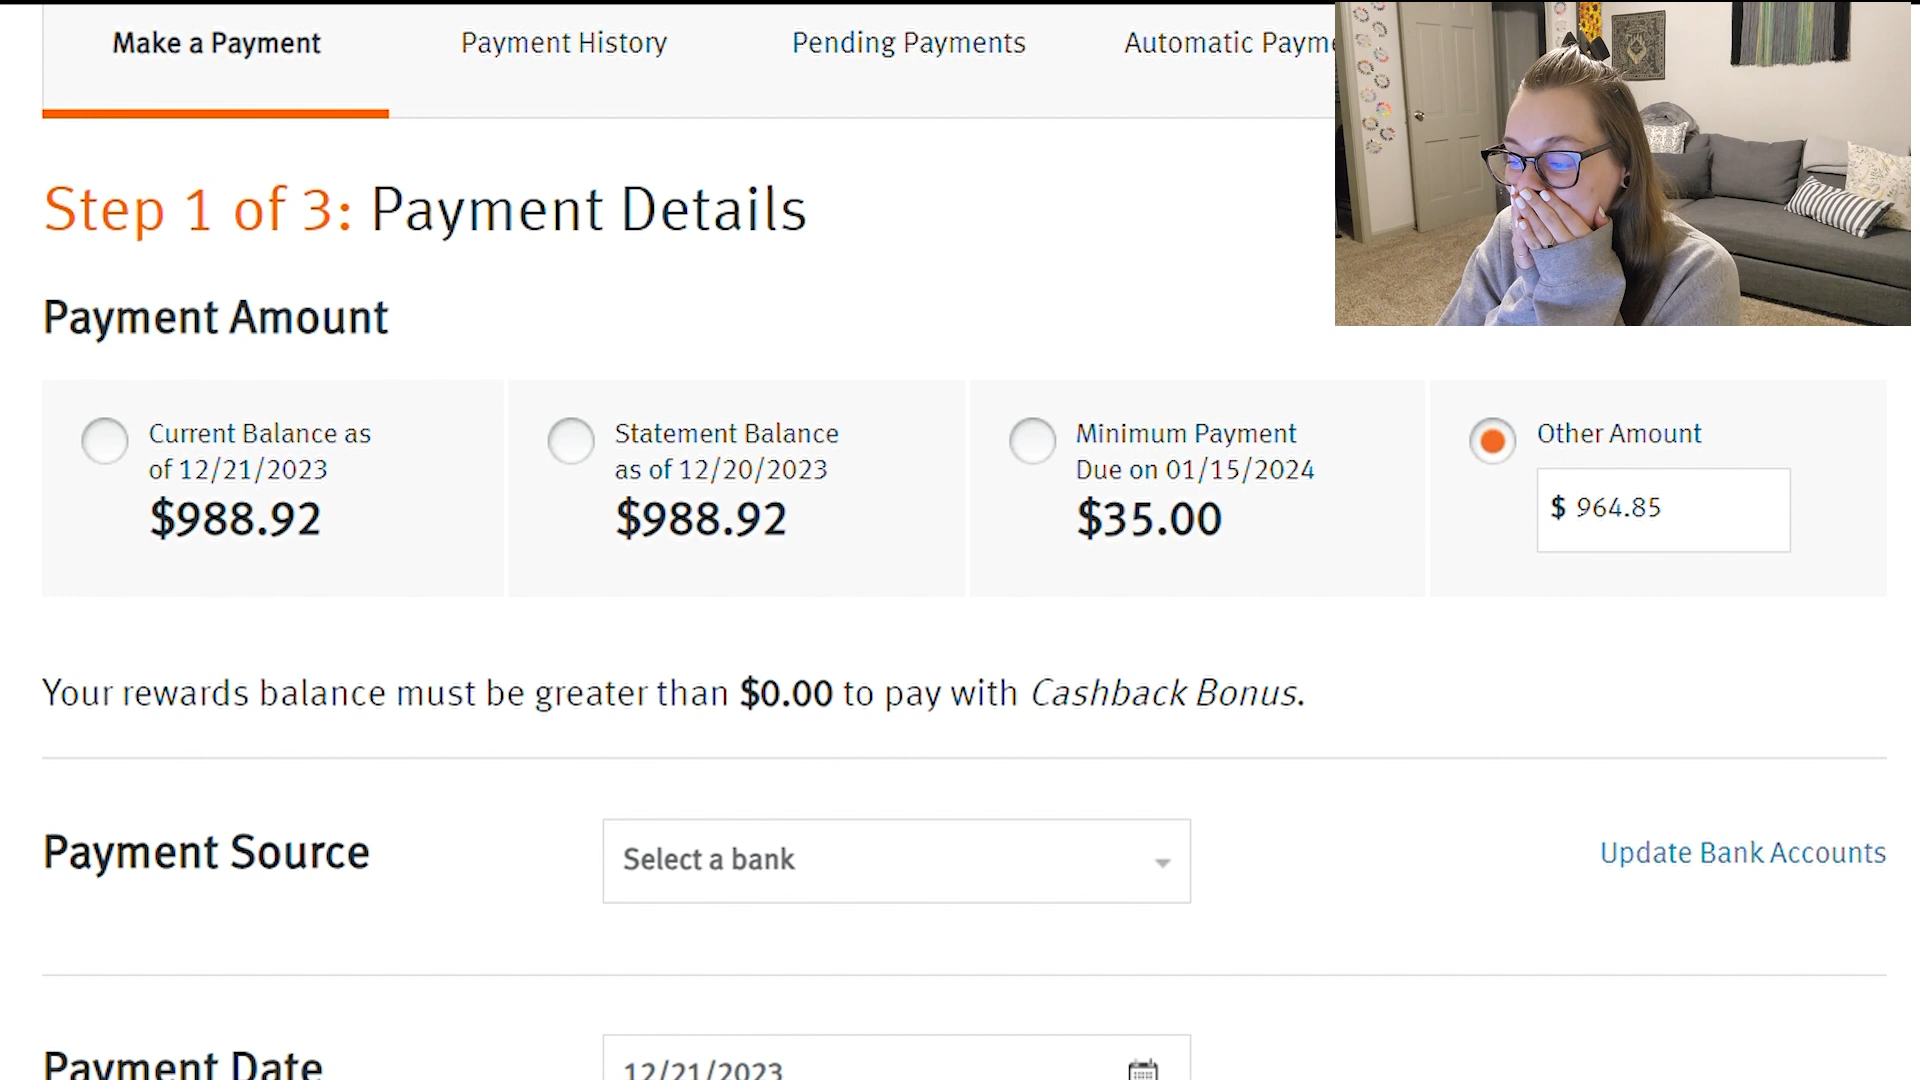 Make a Payment
Payment History
Pending Payments
Automatic Payme
Step 1 of 3: Payment Details
Payment Amount
Current Balance as
of 12/21/2023
$988.92
Statement Balance
as of 12/20/2023
$988.92
Minimum Payment
Due on 01/15/2024
$35.00
Other Amount
$ 964.85
Your rewards balance must be greater than $0.00 to pay with Cashback Bonus.
Payment Source
Select a bank
Update Bank Accounts
Payment Date
12/21/2023